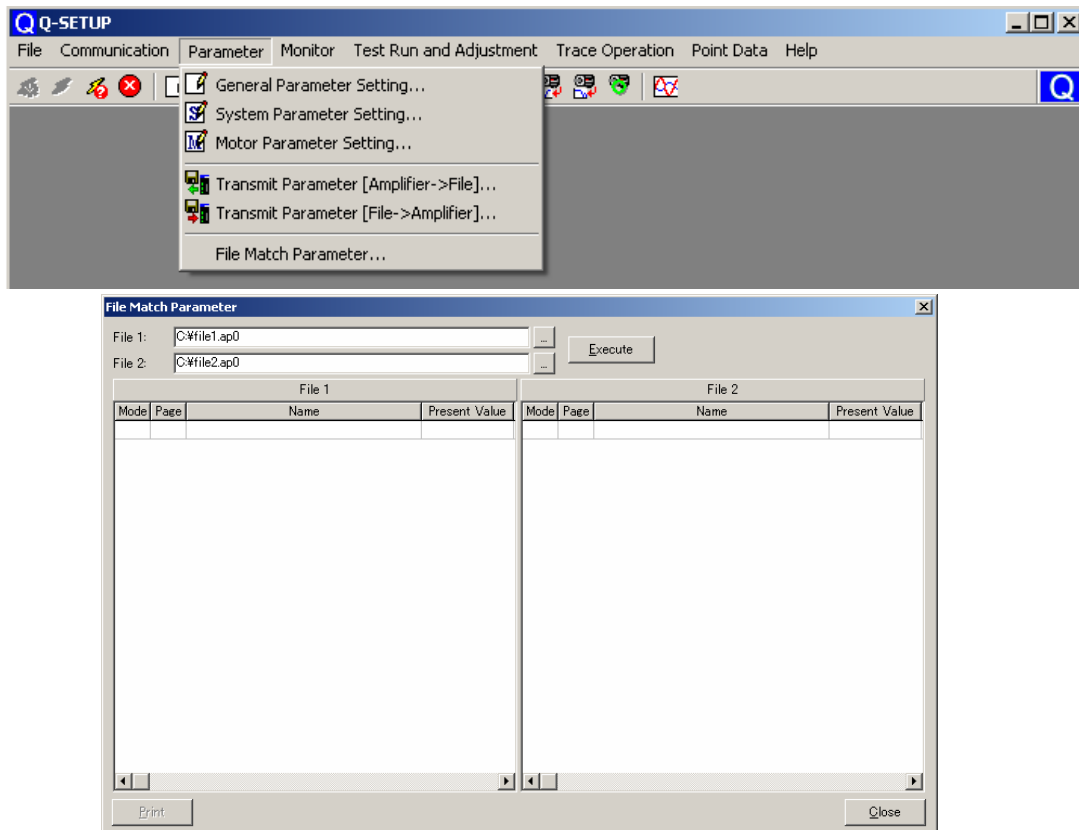 Q Q-SETUP
File Communication Parameter Monitor Test Run and Adjustment Trace Operation Point Data Help
Q
General Parameter Setting...
System Parameter Setting...
Motor Parameter Setting...
Transmit Parameter [Amplifier->File]...
Transmit Parameter [File->Amplifier]...
File Match Parameter...
File Match Parameter
File 1: C:¥file1.ap0 ...
Execute
File 2: C:¥file2.ap0 ...
File 1 File 2
Mode Page Name Present Value Mode Page Name Present Value
Print Close